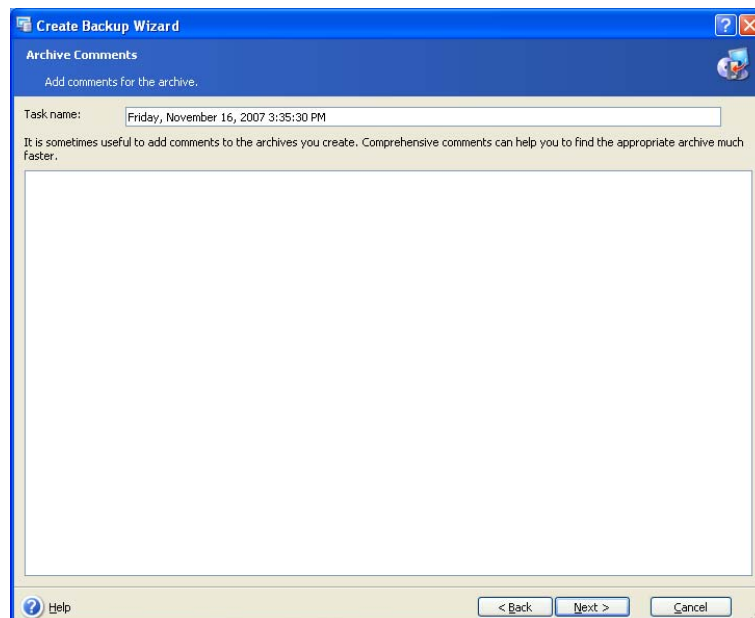 Create Backup Wizard
Archive Comments
Add comments for the archive.
Task name: Friday, November 16, 2007 3:35:30 PM
It is sometimes useful to add comments to the archives you create. Comprehensive comments can help you to find the appropriate archive much
faster.
Help < Back Next > Cancel